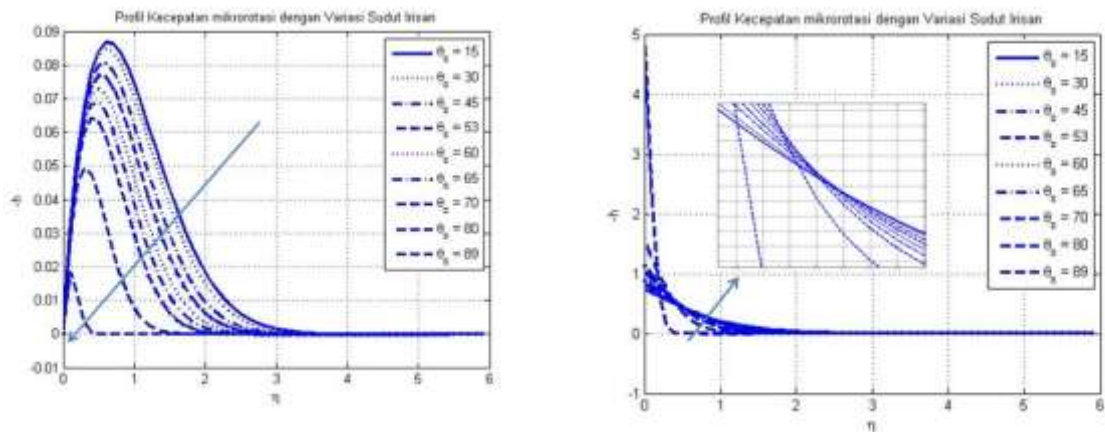 Profil Kecepatan mikrorotasi dengan Variasi Sudut Irisan
0.09
0.08
0.07
0.06
0.05
0.04
0.03
0.02
0.01
0
-0.01
-h
0 1 2 3 4 5 6
η
θs = 15
θs = 30
θs = 45
θs = 53
θs = 60
θs = 65
θs = 70
θs = 80
θs = 89
Profil Kecepatan mikrorotasi dengan Variasi Sudut Irisan
5
4
3
2
1
0
-1
-h
0 1 2 3 4 5 6
η
θs = 15
θs = 30
θs = 45
θs = 53
θs = 60
θs = 65
θs = 70
θs = 80
θs = 89